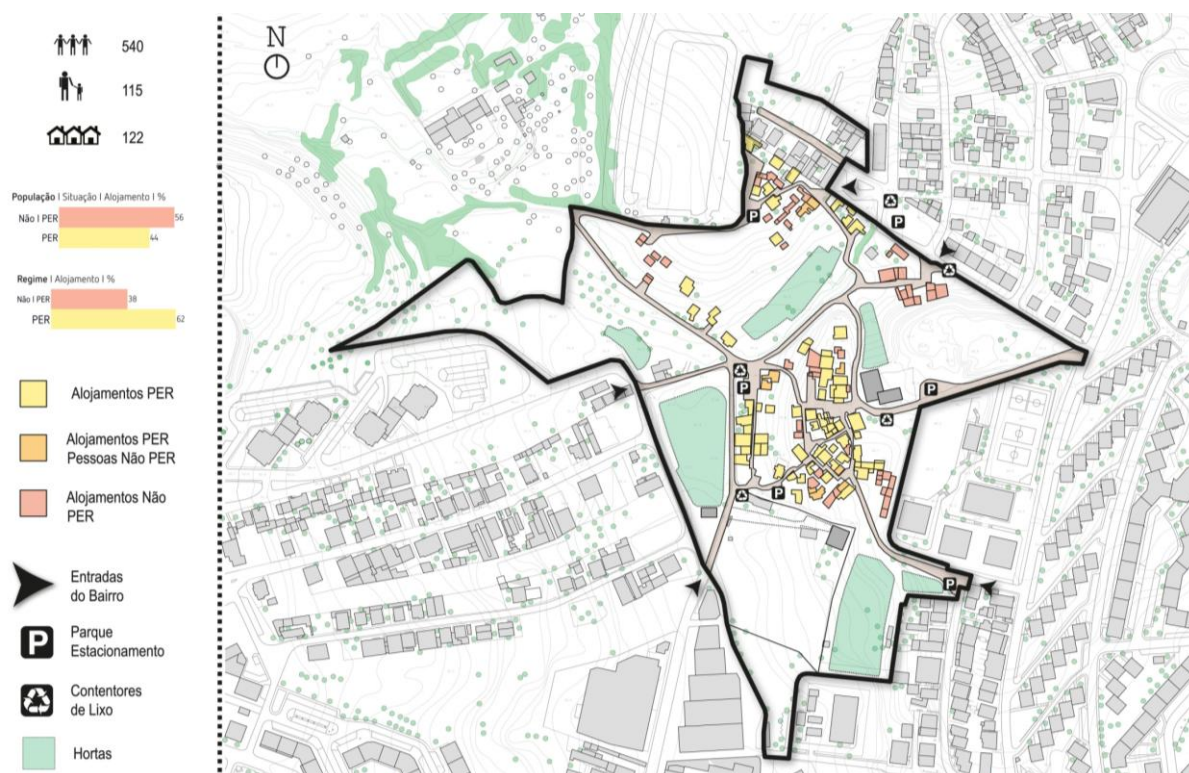 540
115
122
População | Situação | Alojamento | %
Não | PER 56
PER 44
Regime | Alojamento | %
Não | PER 38
PER 62
Alojamentos PER
Alojamentos PER
Pessoas Não PER
Alojamentos Não
PER
Entradas
do Bairro
P
Parque
Estacionamento
Contentores
de Lixo
Hortas
N
P
P
P
P
P
P